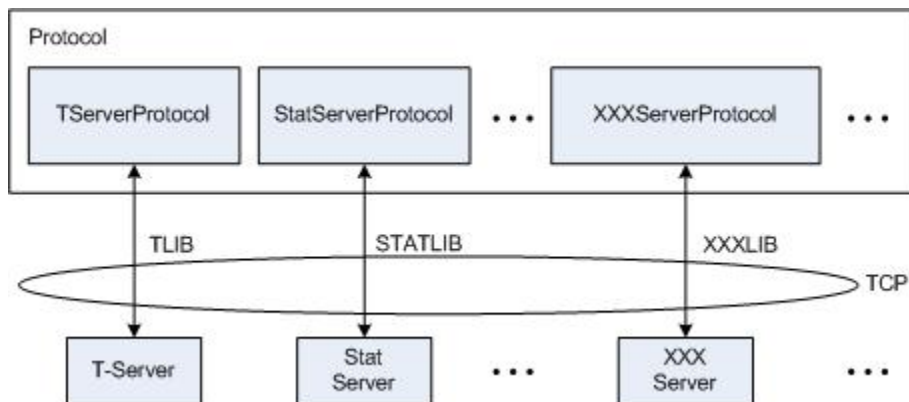 Protocol
TServerProtocol
StatServerProtocol
• • •
XXXServerProtocol
• • •
TLIB
STATLIB
XXXLIB
TCP
T-Server
Stat
Server
• • •
XXX
Server
• • •